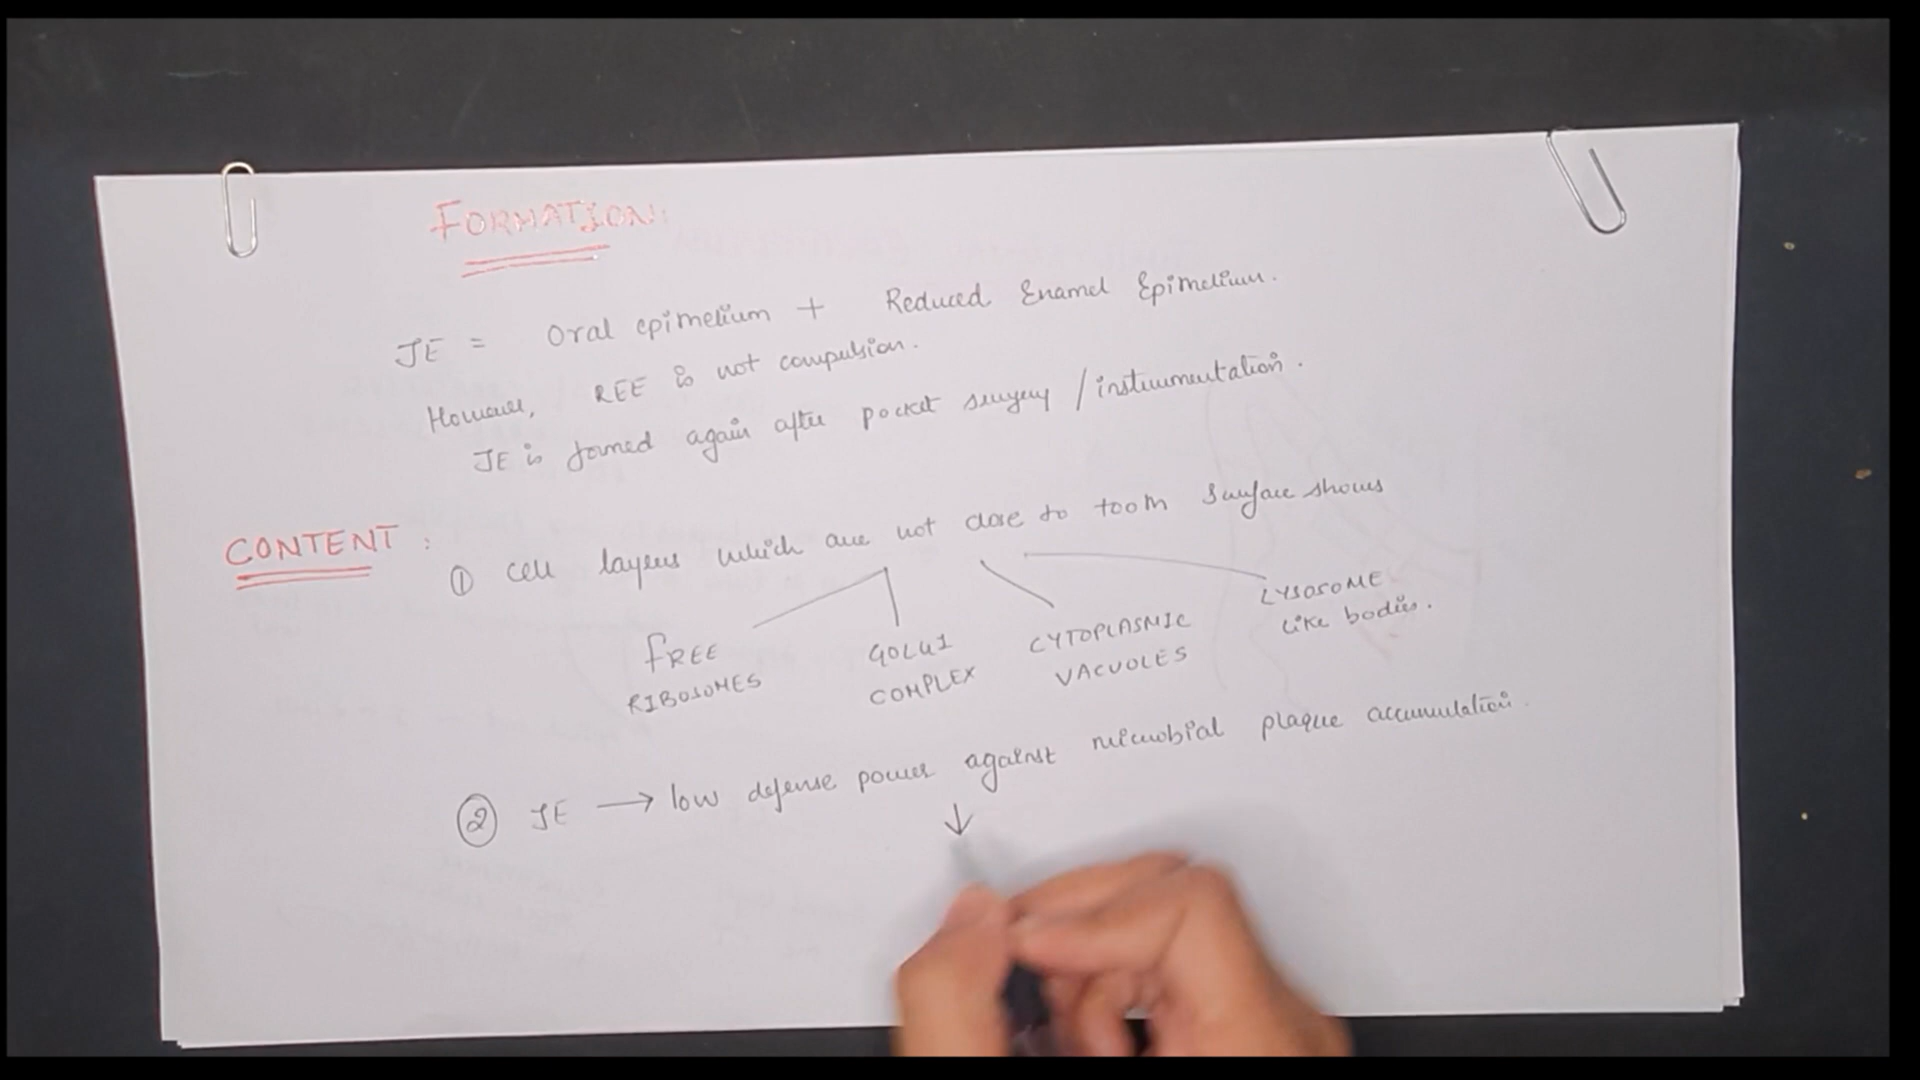 FORMATION:
JE = Oral epithelium + Reduced Enamel Epithelium.
However, REE is not compulsion.
JE is formed again after pocket surgery / instrumentation.
CONTENT:
① Cell layers which are not close to tooth surface shows
FREE RIBOSOMES
GOLGI COMPLEX
CYTOPLASMIC VACUOLES
LYSOSOME like bodies.
② JE → low defense power against microbial plaque accumulation.
↓